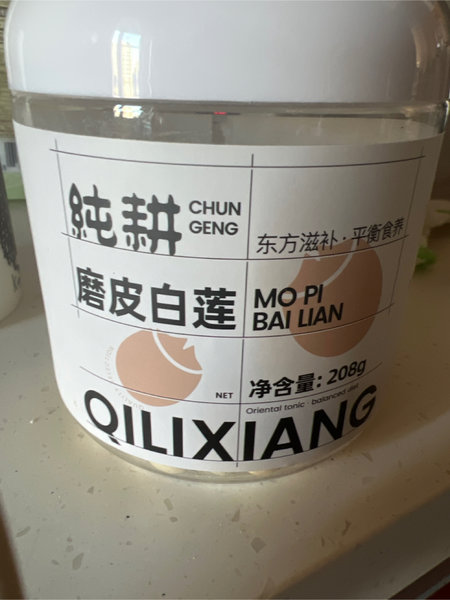 純耕
CHUN
GENG
东方滋补·平衡食养
磨皮白莲
MO PI
BAI LIAN
NET
净含量: 208g
Oriental tonic · balanced diet
QILIXIANG